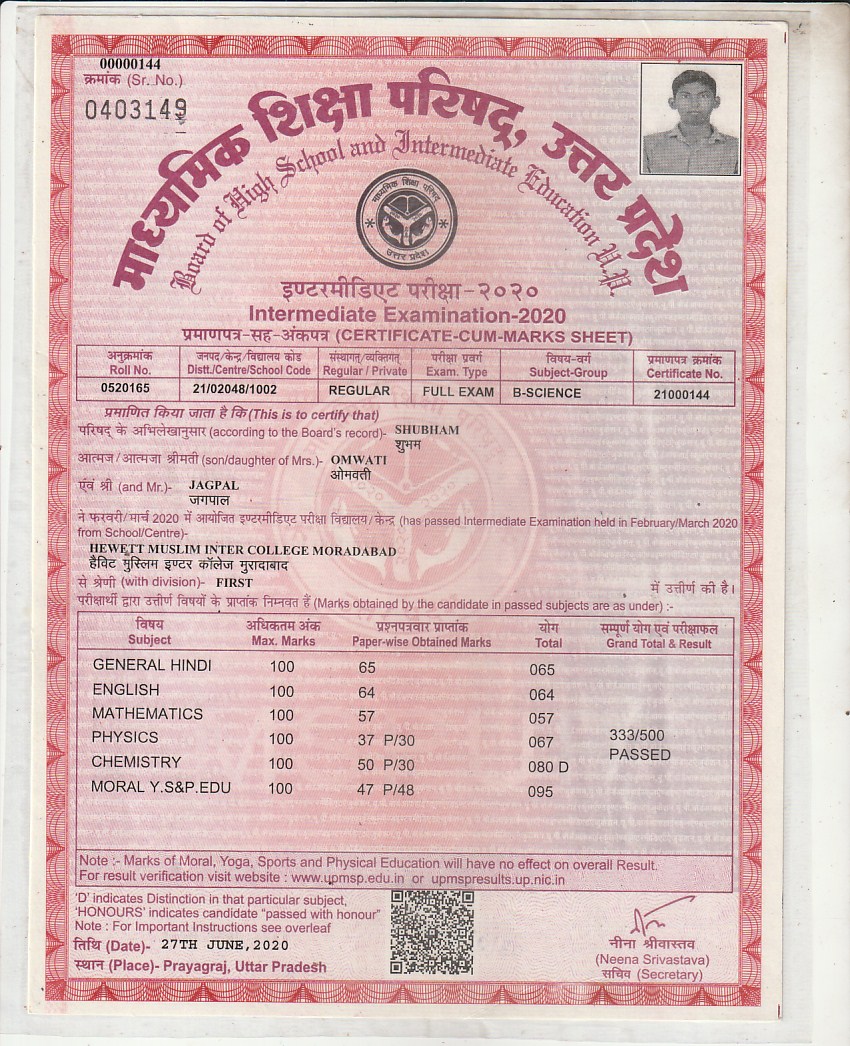 00000144
क्रमांक (Sr. No.)
0403149
माध्यमिक शिक्षा परिषद्, उत्तर प्रदेश
Board of High School and Intermediate Education U.P.
माध्यमिक शिक्षा परिषद्
उत्तर प्रदेश
इण्टरमीडिएट परीक्षा-२०२०
Intermediate Examination-2020
प्रमाणपत्र-सह-अंकपत्र (CERTIFICATE-CUM-MARKS SHEET)
अनुक्रमांक जनपद/केन्द्र/विद्यालय कोड संस्थागत्/व्यक्तिगत् परीक्षा प्रवर्ग विषय-वर्ग प्रमाणपत्र क्रमांक
Roll No. Distt./Centre/School Code Regular / Private Exam. Type Subject-Group Certificate No.
0520165 21/02048/1002 REGULAR FULL EXAM B-SCIENCE 21000144
प्रमाणित किया जाता है कि (This is to certify that)
परिषद् के अभिलेखानुसार (according to the Board's record)- SHUBHAM
शुभम
आत्मज/आत्मजा श्रीमती (son/daughter of Mrs.)- OMWATI
ओमवती
एंव श्री (and Mr.)- JAGPAL
जगपाल
ने फरवरी/मार्च 2020 में आयोजित इण्टरमीडिएट परीक्षा विद्यालय/केन्द्र (has passed Intermediate Examination held in February/March 2020
from School/Centre)-
HEWETT MUSLIM INTER COLLEGE MORADABAD
हैविट मुस्लिम इण्टर कॉलेज मुरादाबाद
से श्रेणी (with division)- FIRST में उत्तीर्ण की है।
परीक्षार्थी द्वारा उत्तीर्ण विषयों के प्राप्तांक निम्नवत हैं (Marks obtained by the candidate in passed subjects are as under) :-
विषय अधिकतम अंक प्रश्नपत्रवार प्राप्तांक योग सम्पूर्ण योग एवं परीक्षाफल
Subject Max. Marks Paper-wise Obtained Marks Total Grand Total & Result
GENERAL HINDI 100 65 065
ENGLISH 100 64 064
MATHEMATICS 100 57 057
PHYSICS 100 37 P/30 067 333/500
PASSED
CHEMISTRY 100 50 P/30 080 D
MORAL Y.S&P.EDU 100 47 P/48 095
Note :- Marks of Moral, Yoga, Sports and Physical Education will have no effect on overall Result.
For result verification visit website : www.upmsp.edu.in or upmspresults.up.nic.in
'D' indicates Distinction in that particular subject,
'HONOURS' indicates candidate "passed with honour"
Note : For Important Instructions see overleaf
तिथि (Date)- 27TH JUNE,2020
स्थान (Place)- Prayagraj, Uttar Pradesh
नीना श्रीवास्तव
(Neena Srivastava)
सचिव (Secretary)